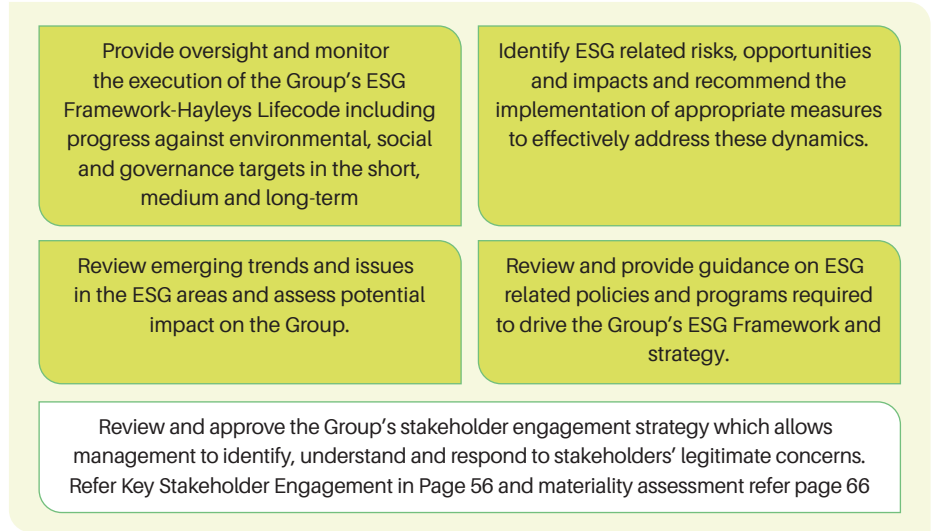 Provide oversight and monitor
the execution of the Group's ESG
Framework-Hayleys Lifecode including
progress against environmental, social
and governance targets in the short,
medium and long-term
Identify ESG related risks, opportunities
and impacts and recommend the
implementation of appropriate measures
to effectively address these dynamics.
Review emerging trends and issues
in the ESG areas and assess potential
impact on the Group.
Review and provide guidance on ESG
related policies and programs required
to drive the Group's ESG Framework and
strategy.
Review and approve the Group's stakeholder engagement strategy which allows
management to identify, understand and respond to stakeholders' legitimate concerns.
Refer Key Stakeholder Engagement in Page 56 and materiality assessment refer page 66